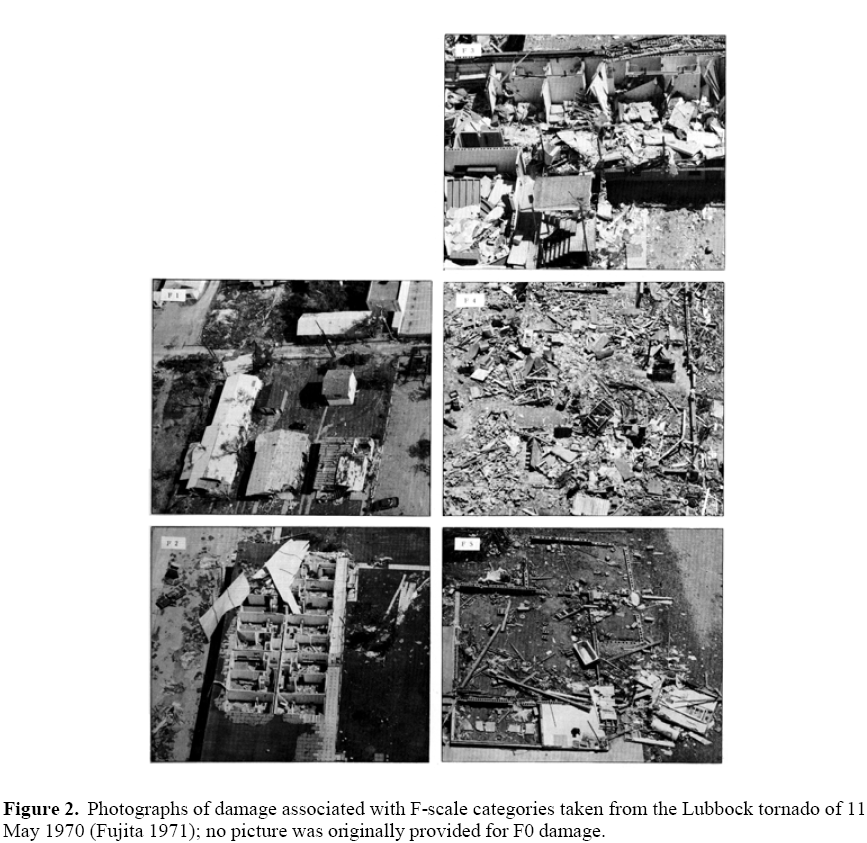 F 3
F 1
F 4
F 2
F 5
Figure 2. Photographs of damage associated with F-scale categories taken from the Lubbock tornado of 11
May 1970 (Fujita 1971); no picture was originally provided for F0 damage.